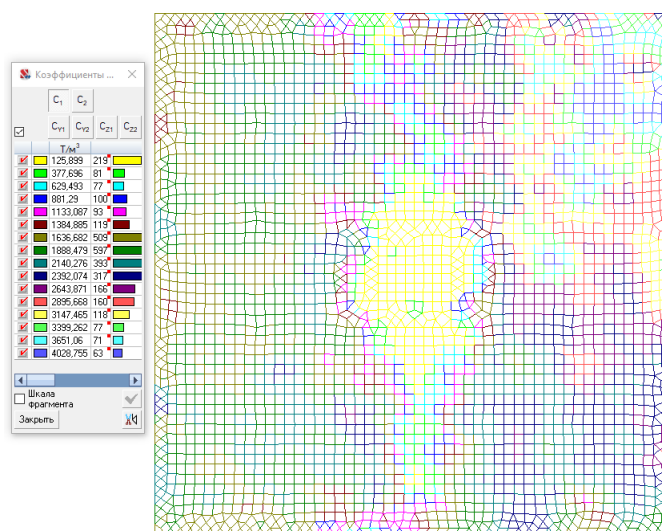 Коэффициенты ...
C1 C2
CY1 CY2 CZ1 CZ2
Т/м3
125,899 219
377,696 81
629,493 77
881,29 100
1133,087 93
1384,885 119
1636,682 509
1888,479 597
2140,276 393
2392,074 317
2643,871 166
2895,668 160
3147,465 118
3399,262 77
3651,06 71
4028,755 63
Шкала
фрагмента
Закрыть